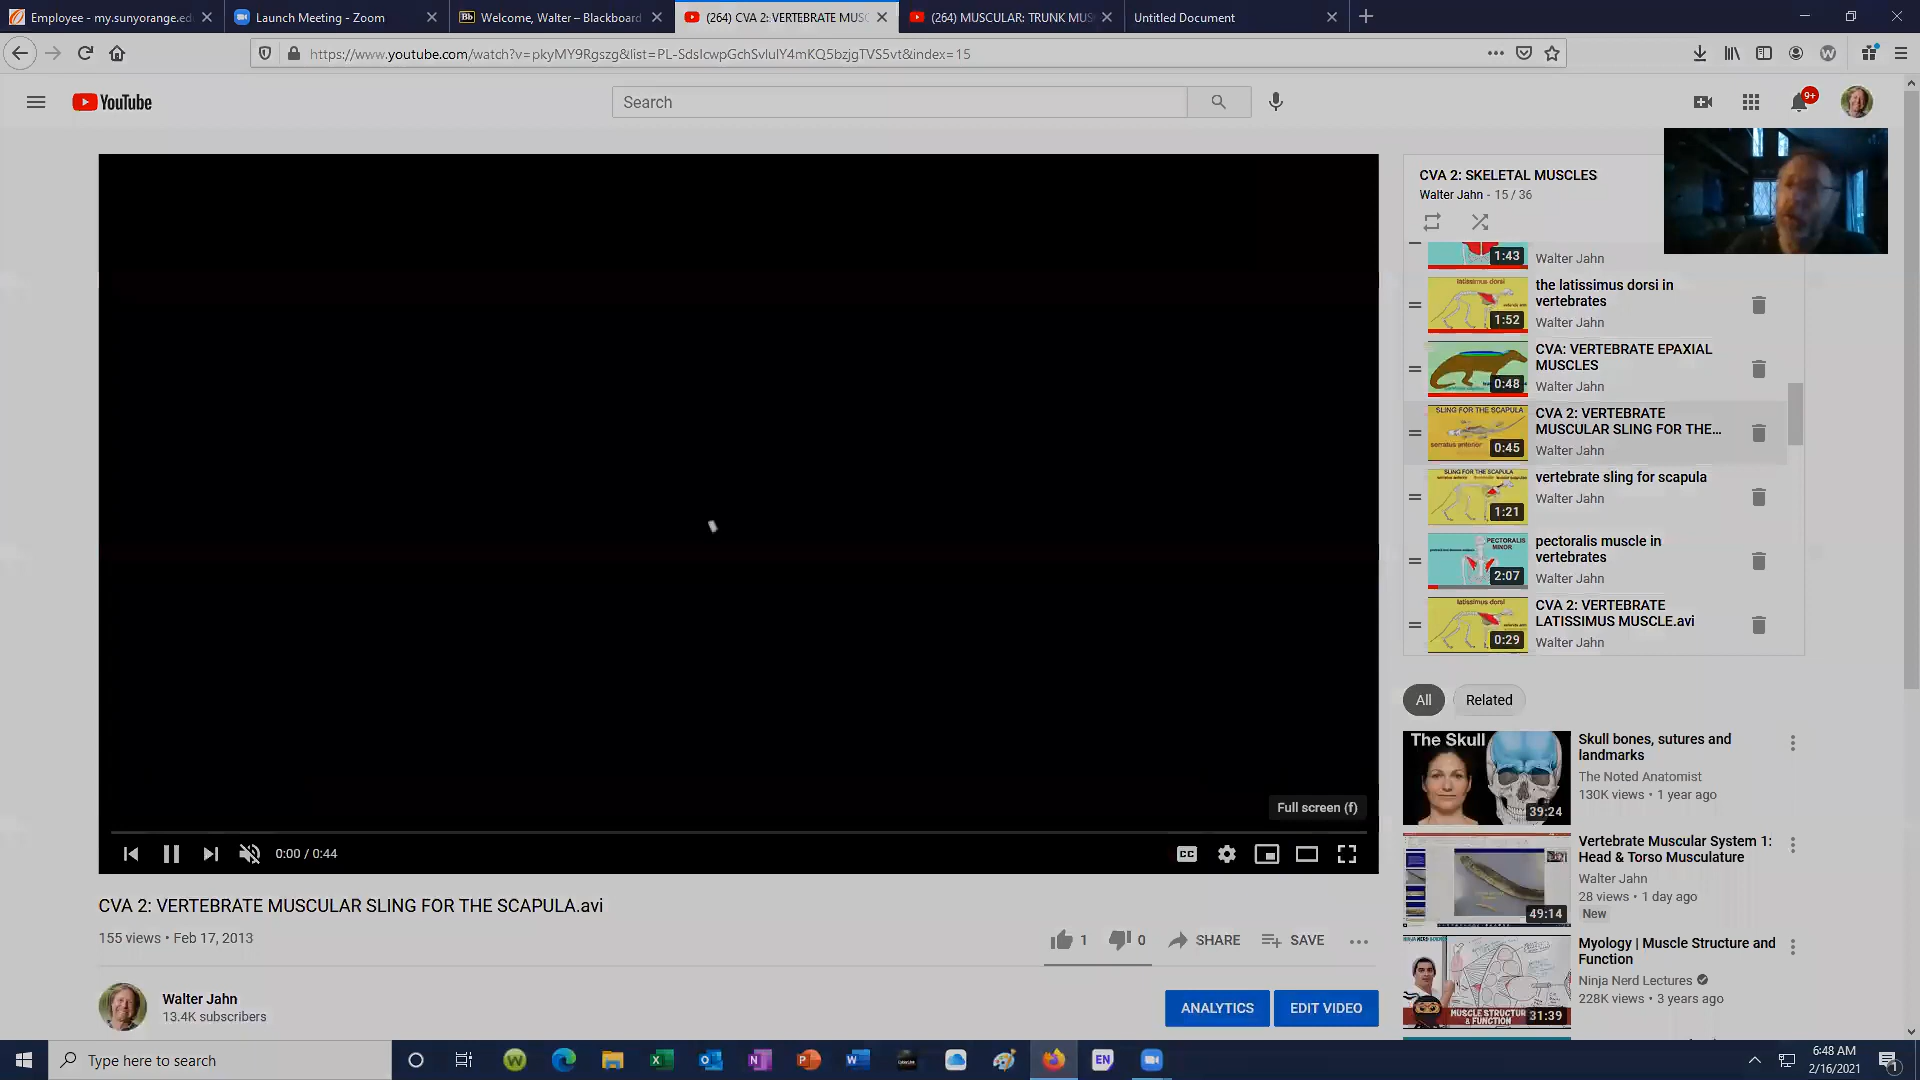 Employee - my.sunyorange.ed
Launch Meeting - Zoom
Bb Welcome, Walter – Blackboard
(264) CVA 2: VERTEBRATE MUS
(264) MUSCULAR: TRUNK MUS
Untitled Document
https://www.youtube.com/watch?v=pkyMY9Rgszg&list=PL-SdsIcwpGchSvIulY4mKQ5bzjgTVS5vt&index=15
YouTube
Search
9+
CVA 2: SKELETAL MUSCLES
Walter Jahn - 15 / 36
1:43
Walter Jahn
latissimus dorsi
1:52
the latissimus dorsi in
vertebrates
Walter Jahn
0:48
CVA: VERTEBRATE EPAXIAL
MUSCLES
Walter Jahn
SLING FOR THE SCAPULA
serratus anterior
0:45
CVA 2: VERTEBRATE
MUSCULAR SLING FOR THE...
Walter Jahn
SLING FOR THE SCAPULA
1:21
vertebrate sling for scapula
Walter Jahn
PECTORALIS
MINOR
2:07
pectoralis muscle in
vertebrates
Walter Jahn
latissimus dorsi
0:29
CVA 2: VERTEBRATE
LATISSIMUS MUSCLE.avi
Walter Jahn
All
Related
The Skull
39:24
Skull bones, sutures and
landmarks
The Noted Anatomist
130K views • 1 year ago
49:14
Vertebrate Muscular System 1:
Head & Torso Musculature
Walter Jahn
28 views • 1 day ago
New
MUSCLE STRUCTURE
& FUNCTION
31:39
Myology | Muscle Structure and
Function
Ninja Nerd Lectures
228K views • 3 years ago
Full screen (f)
0:00 / 0:44
CC
CVA 2: VERTEBRATE MUSCULAR SLING FOR THE SCAPULA.avi
155 views • Feb 17, 2013
1
0
SHARE
SAVE
Walter Jahn
13.4K subscribers
ANALYTICS
EDIT VIDEO
Type here to search
EN
6:48 AM
2/16/2021
1